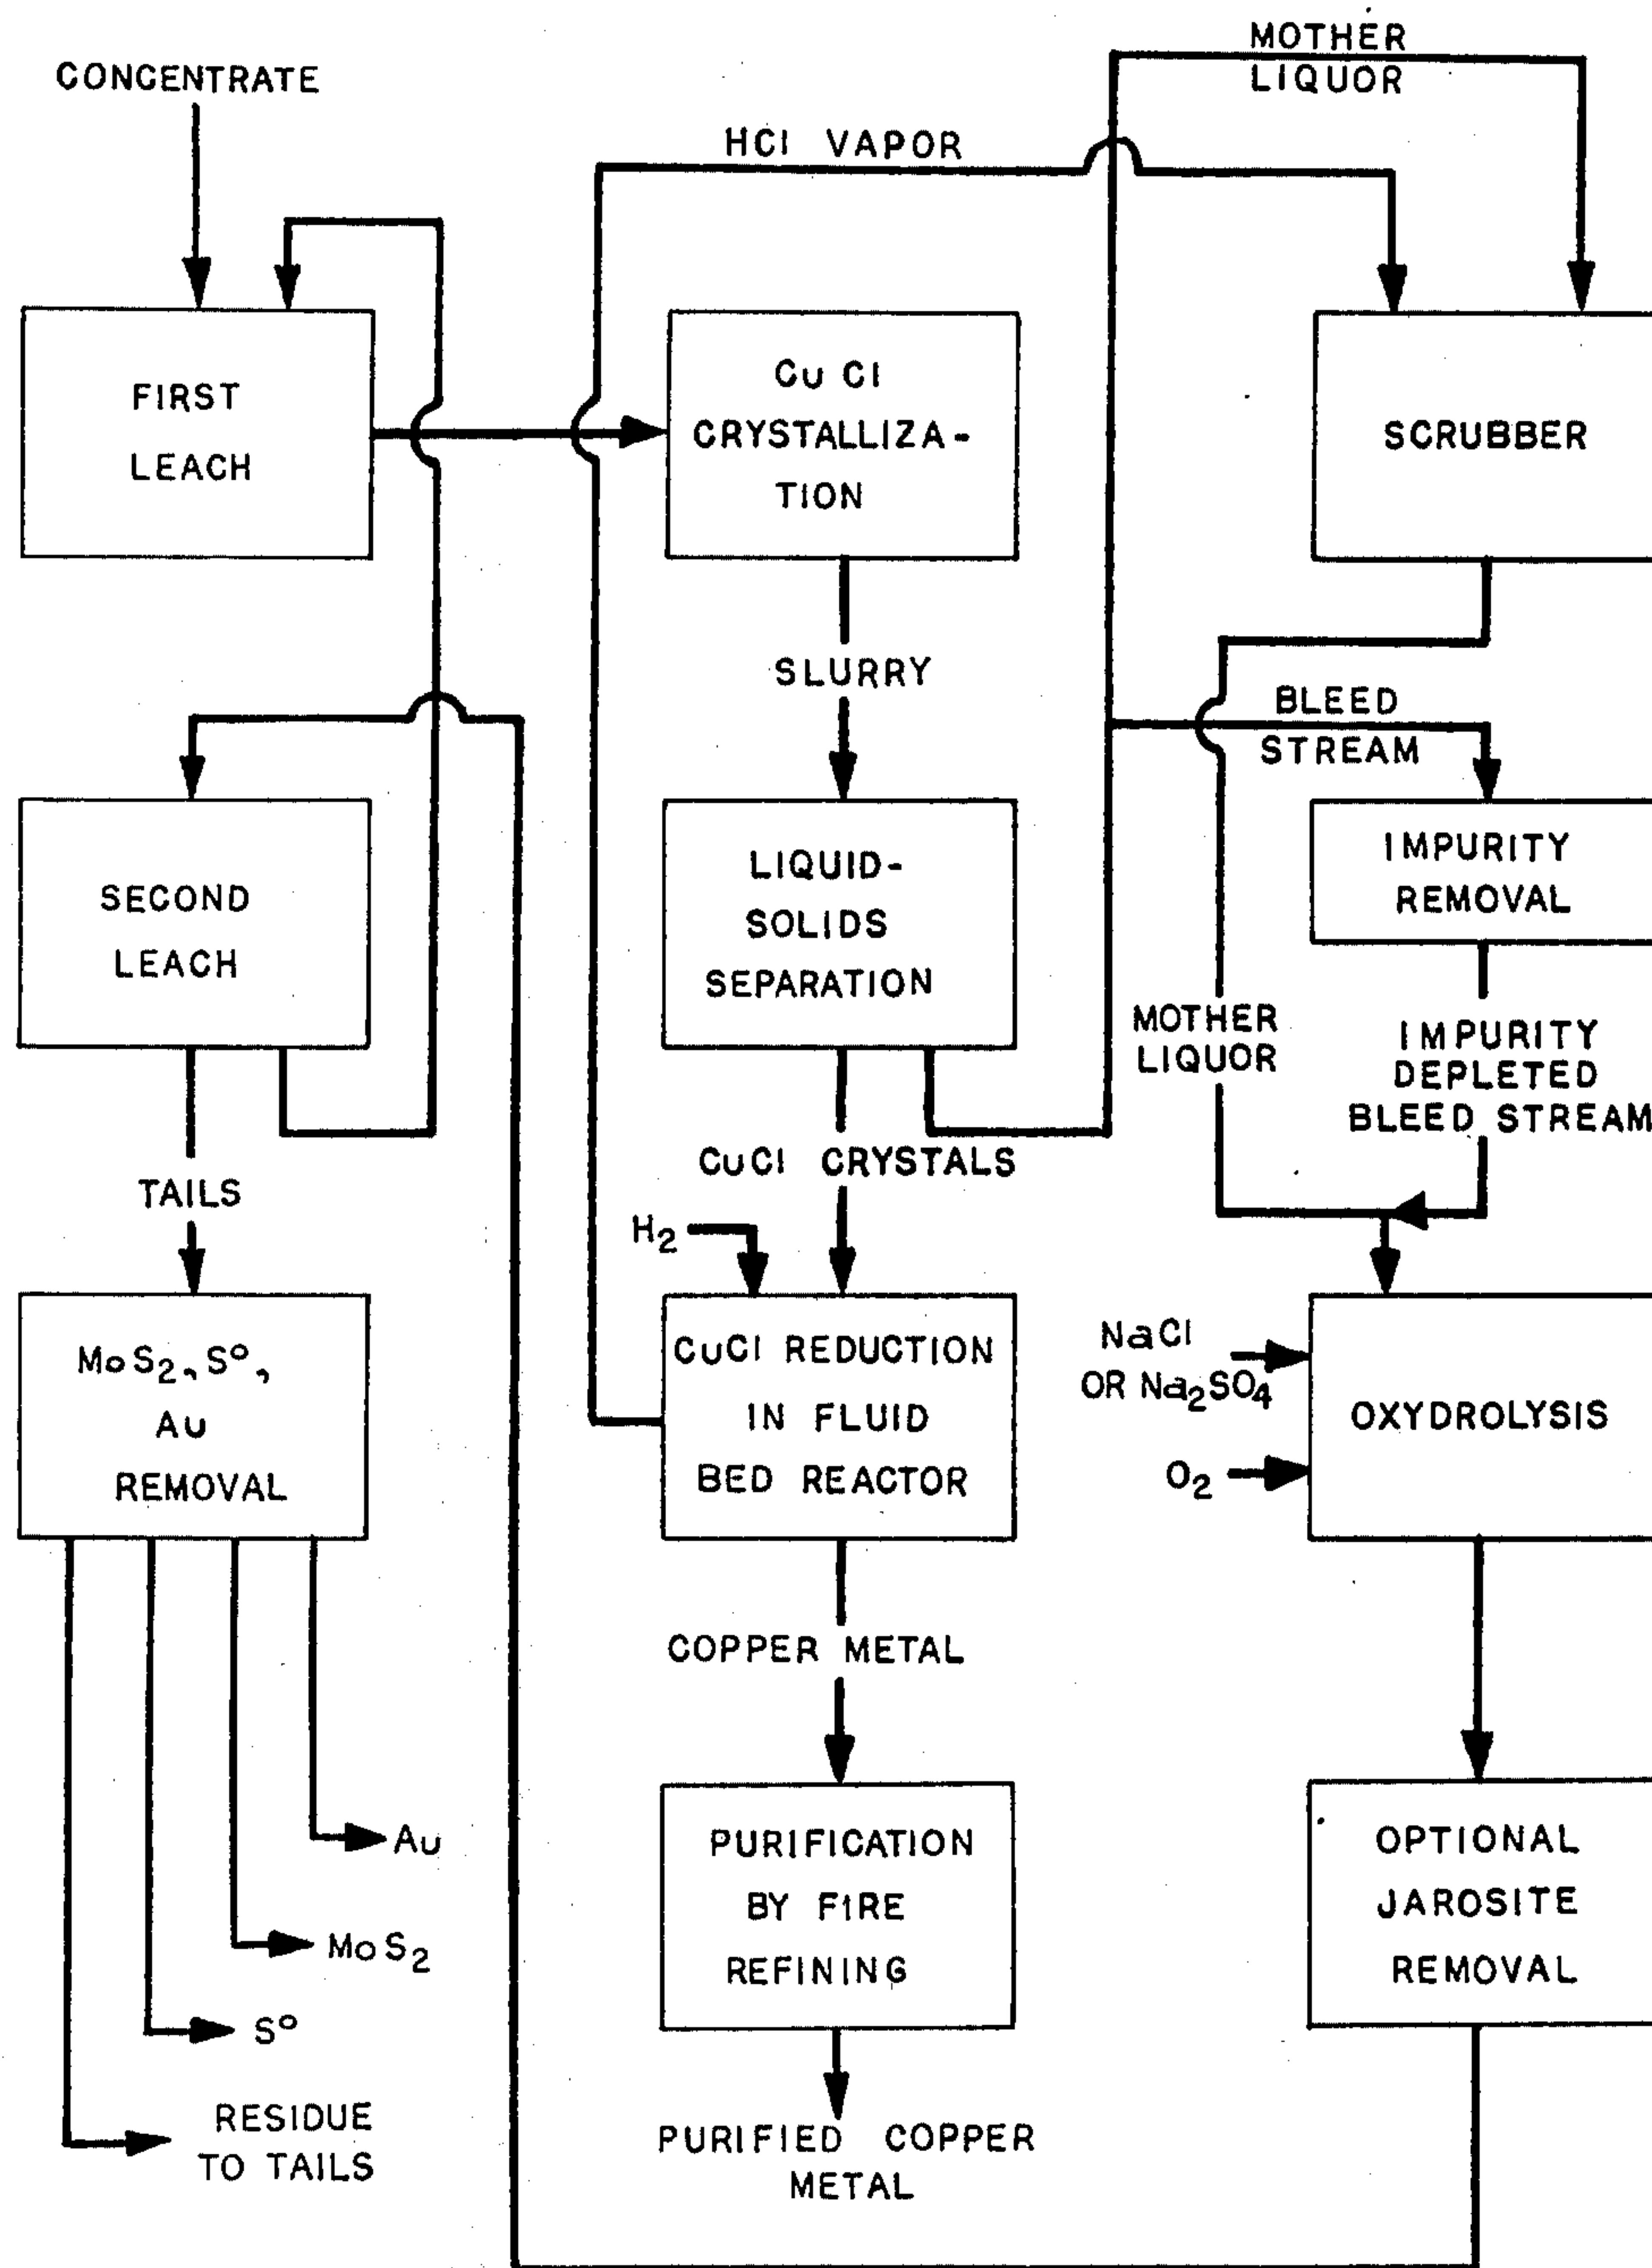 CONCENTRATE
MOTHER
LIQUOR
HCl VAPOR
FIRST
LEACH
CuCl
CRYSTALLIZA-
TION
SCRUBBER
SLURRY
BLEED
STREAM
SECOND
LEACH
LIQUID-
SOLIDS
SEPARATION
IMPURITY
REMOVAL
MOTHER
LIQUOR
IMPURITY
DEPLETED
BLEED STREAM
TAILS
CuCl CRYSTALS
H2
MoS2, S°,
Au
REMOVAL
CuCl REDUCTION
IN FLUID
BED REACTOR
NaCl
OR Na2SO4
O2
OXYDROLYSIS
COPPER METAL
Au
MoS2
S°
RESIDUE
TO TAILS
PURIFICATION
BY FIRE
REFINING
OPTIONAL
JAROSITE
REMOVAL
PURIFIED COPPER
METAL